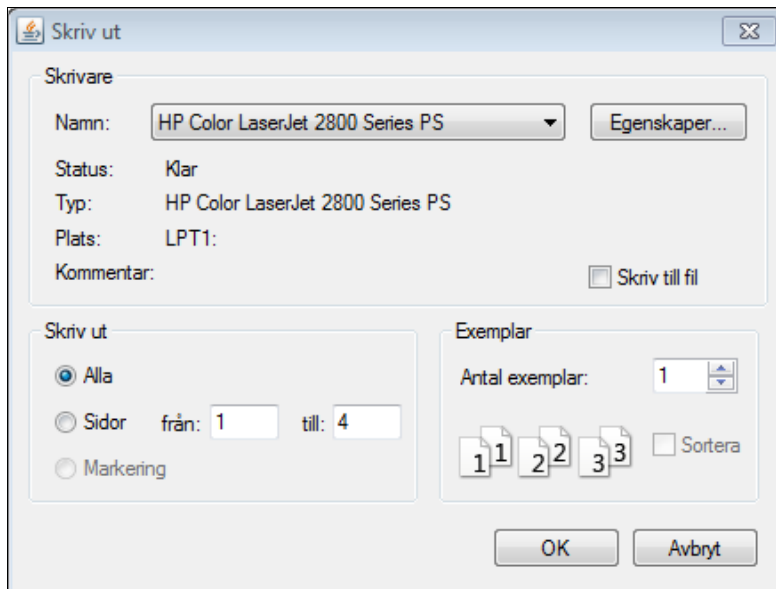 Skriv ut
Skrivare
Namn: HP Color LaserJet 2800 Series PS Egenskaper...
Status: Klar
Typ: HP Color LaserJet 2800 Series PS
Plats: LPT1:
Kommentar: Skriv till fil
Skriv ut
Alla
Sidor från: 1 till: 4
Markering
Exemplar
Antal exemplar: 1
1 1 2 2 3 3 Sortera
OK Avbryt